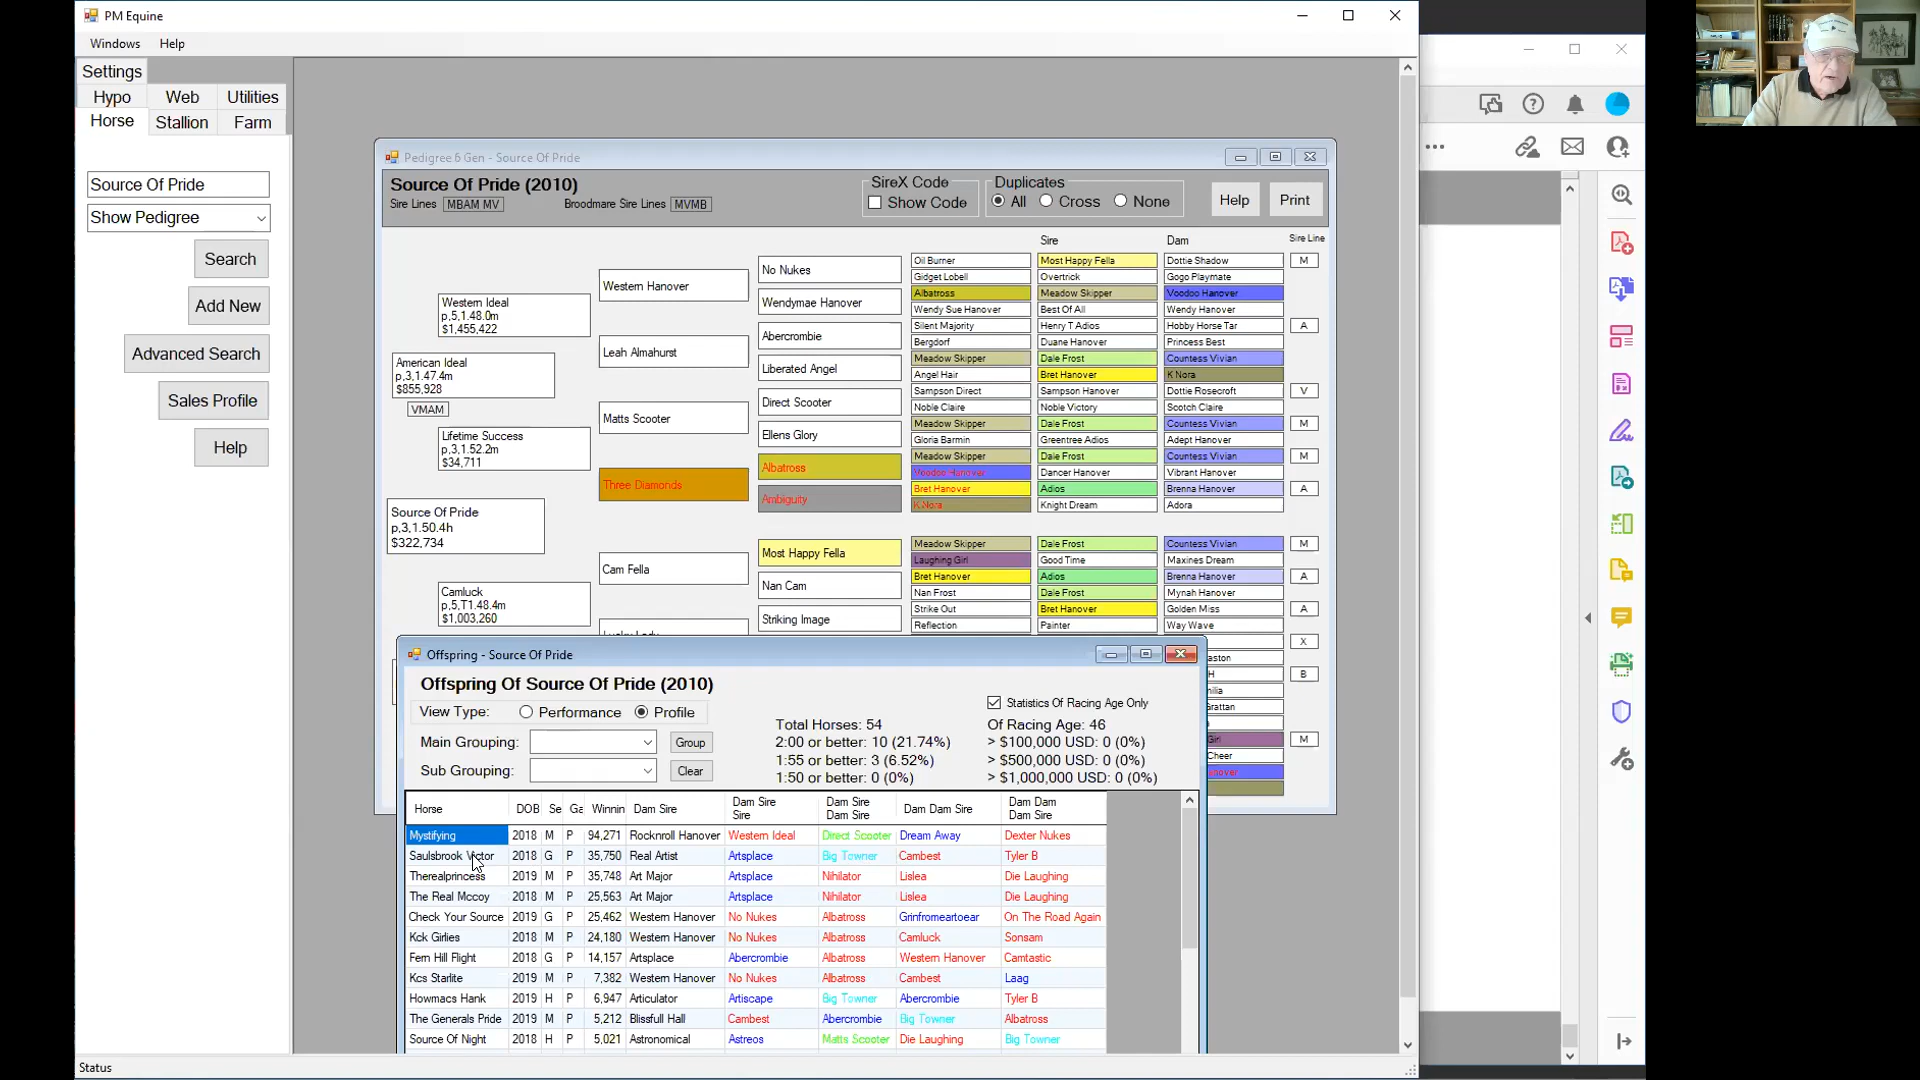 PM Equine
Windows Help
Settings
Hypo Web Utilities
Horse Stallion Farm
Source Of Pride
Show Pedigree
Search
Add New
Advanced Search
Sales Profile
Help
Pedigree 6 Gen - Source Of Pride
Source Of Pride (2010)
Sire Lines MBAM MV Broodmare Sire Lines MVMB
SireX Code
Show Code
Duplicates
All Cross None
Help Print
Sire Dam Sire Line
Western Ideal
p,5,1:48.0m
$1,455,422
American Ideal
p,3,1:47.4m
$855,928
VMAM
Lifetime Success
p,3,1:52.2m
$34,711
Source Of Pride
p,3,1:50.4h
$322,734
Camluck
p,5,T1:48.4m
$1,003,260
Western Hanover
Leah Almahurst
Matts Scooter
Three Diamonds
Cam Fella
No Nukes
Wendymae Hanover
Abercrombie
Liberated Angel
Direct Scooter
Ellens Glory
Albatross
Ambiguity
Most Happy Fella
Nan Cam
Striking Image
Oil Burner Most Happy Fella Dottie Shadow M
Gidget Lobell Overtrick Gogo Playmate
Albatross Meadow Skipper Voodoo Hanover
Wendy Sue Hanover Best Of All Wendy Hanover
Silent Majority Henry T Adios Hobby Horse Tar A
Bergdorf Duane Hanover Princess Best
Meadow Skipper Dale Frost Countess Vivian
Angel Hair Bret Hanover K Nora
Sampson Direct Sampson Hanover Dottie Rosecroft V
Noble Claire Noble Victory Scotch Claire
Meadow Skipper Dale Frost Countess Vivian M
Gloria Barmin Greentree Adios Adept Hanover
Meadow Skipper Dale Frost Countess Vivian M
Voodoo Hanover Dancer Hanover Vibrant Hanover
Bret Hanover Adios Brenna Hanover A
K Nora Knight Dream Adora
Meadow Skipper Dale Frost Countess Vivian M
Laughing Girl Good Time Maxines Dream
Bret Hanover Adios Brenna Hanover A
Nan Frost Dale Frost Mynah Hanover
Strike Out Bret Hanover Golden Miss A
Reflection Painter Way Wave
X
B
M
Offspring - Source Of Pride
Offspring Of Source Of Pride (2010)
View Type: Performance Profile
Main Grouping: Group
Sub Grouping: Clear
Statistics Of Racing Age Only
Total Horses: 54 Of Racing Age: 46
2:00 or better: 10 (21.74%) > $100,000 USD: 0 (0%)
1:55 or better: 3 (6.52%) > $500,000 USD: 0 (0%)
1:50 or better: 0 (0%) > $1,000,000 USD: 0 (0%)
Horse DOB Se Ga Winnin Dam Sire Dam Sire Sire Dam Sire Dam Sire Dam Dam Sire Dam Dam Dam Sire
Mystifying 2018 M P 94,271 Rocknroll Hanover Western Ideal Direct Scooter Dream Away Dexter Nukes
Saulsbrook Victor 2018 G P 35,750 Real Artist Artsplace Big Towner Cambest Tyler B
Therealprincess 2019 M P 35,748 Art Major Artsplace Nihilator Lislea Die Laughing
The Real Mccoy 2018 M P 25,563 Art Major Artsplace Nihilator Lislea Die Laughing
Check Your Source 2019 G P 25,462 Western Hanover No Nukes Albatross Grinfromeartoear On The Road Again
Kck Girlies 2018 M P 24,180 Western Hanover No Nukes Albatross Camluck Sonsam
Fern Hill Flight 2018 G P 14,157 Artsplace Abercrombie Albatross Western Hanover Camtastic
Kcs Starlite 2019 M P 7,382 Western Hanover No Nukes Albatross Cambest Laag
Howmacs Hank 2019 H P 6,947 Articulator Artiscape Big Towner Abercrombie Tyler B
The Generals Pride 2019 M P 5,212 Blissfull Hall Cambest Abercrombie Big Towner Albatross
Source Of Night 2018 H P 5,021 Astronomical Astreos Matts Scooter Die Laughing Big Towner
Status